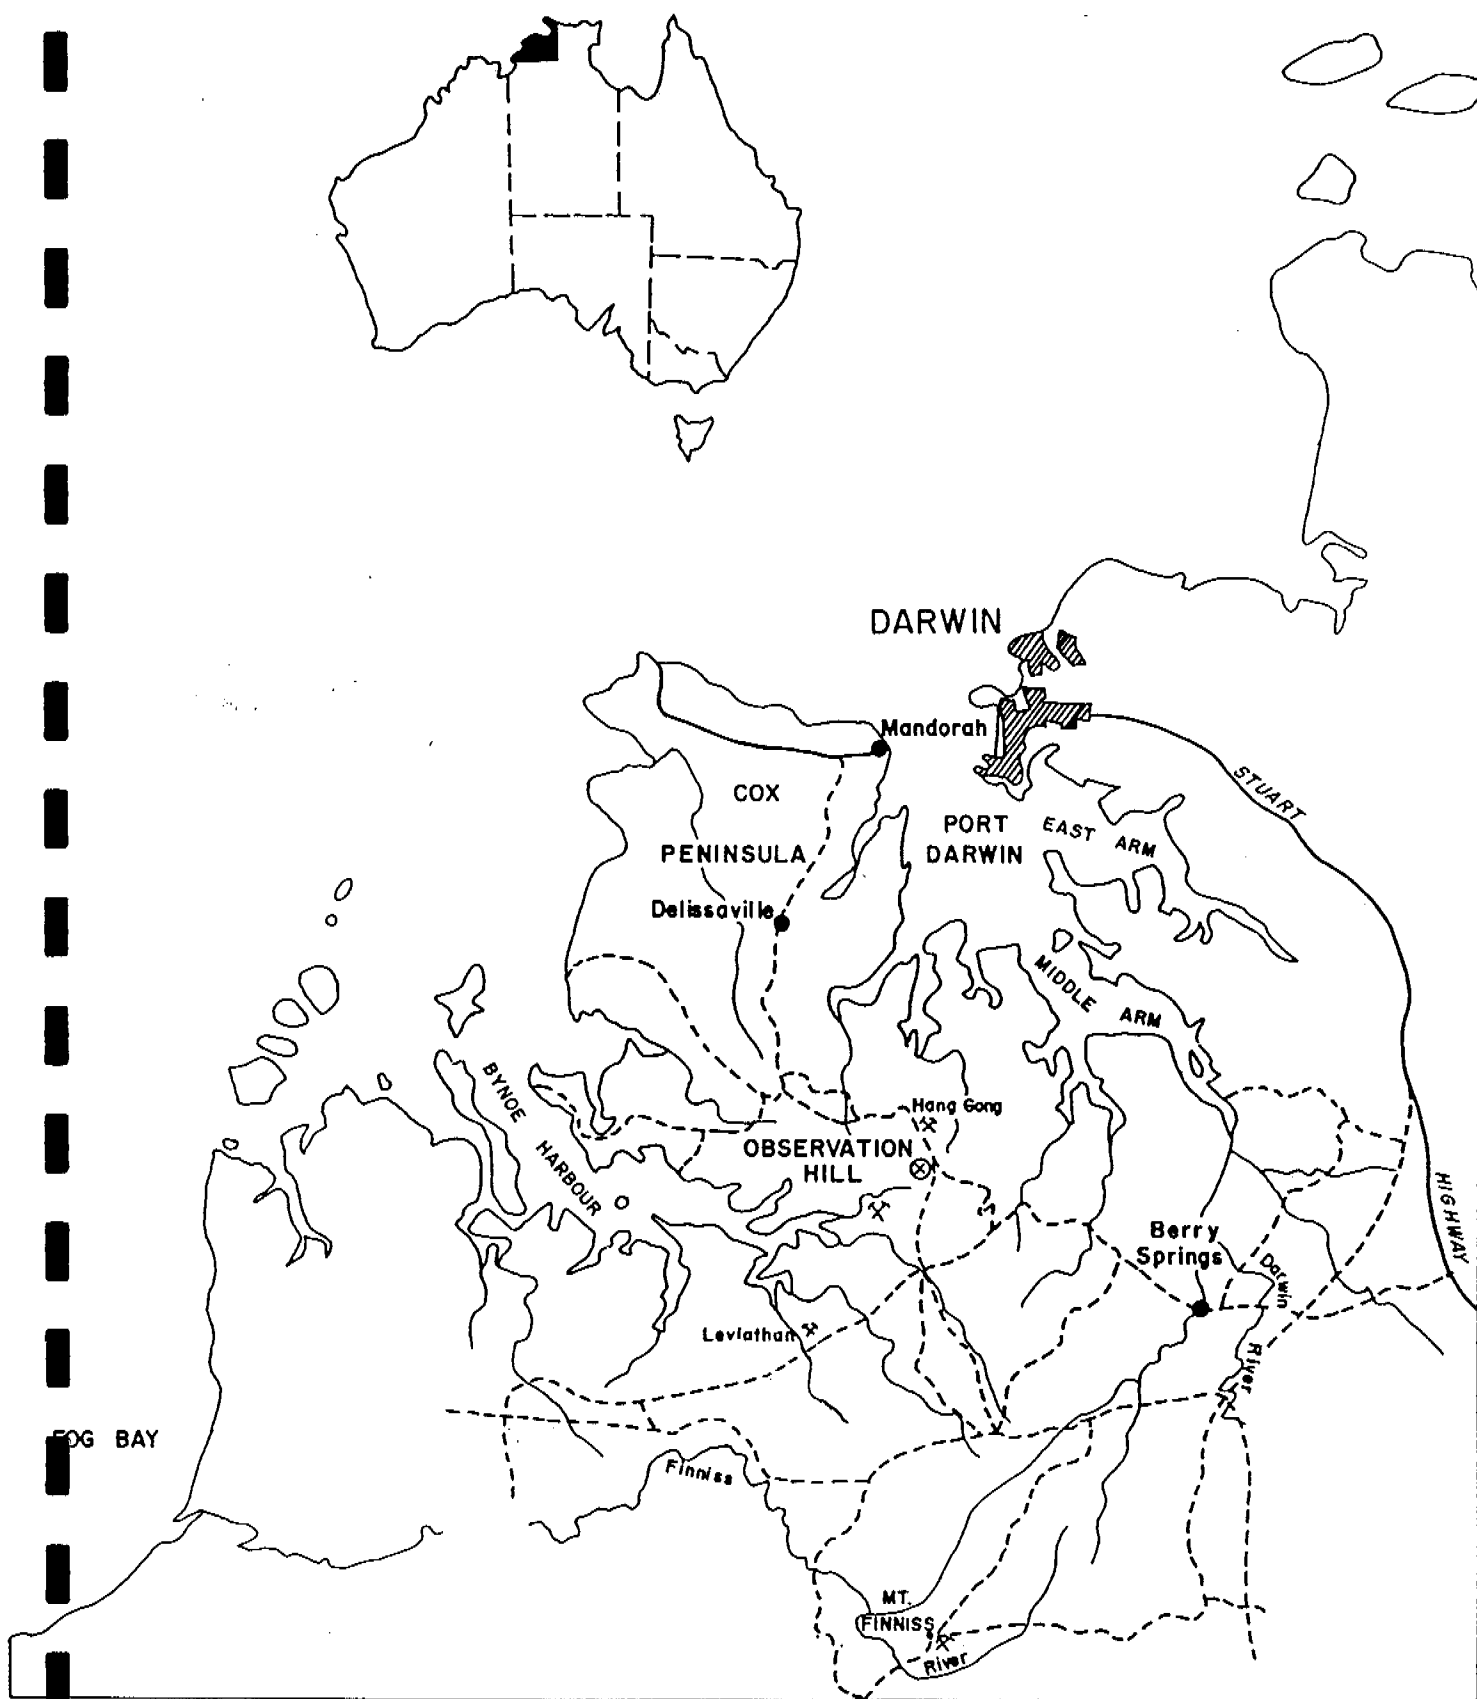 DARWIN
Mandorah
STUART
COX
PENINSULA
PORT
DARWIN
EAST ARM
Delissaville
MIDDLE ARM
BYNOE HARBOUR
Hang Gong
OBSERVATION
HILL
HIGHWAY
Berry
Springs
Darwin
River
Leviathan
FOG BAY
Finniss
MT.
FINNISS
River